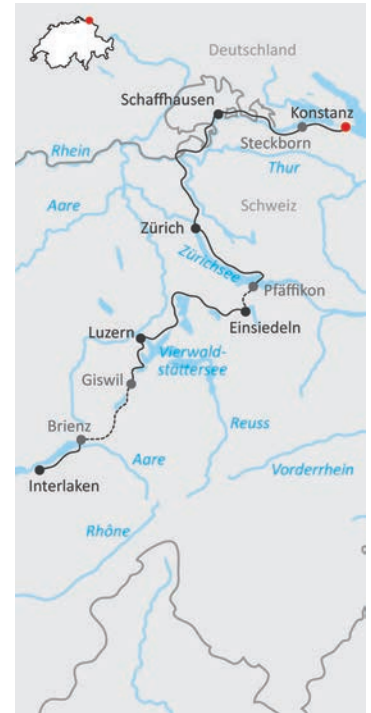 Deutschland
Schaffhausen
Konstanz
Steckborn
Rhein
Thur
Aare
Schweiz
Zürich
Zürichsee
Pfäffikon
Einsiedeln
Luzern
Vierwald-
stättersee
Giswil
Reuss
Brienz
Aare
Vorderrhein
Interlaken
Rhône